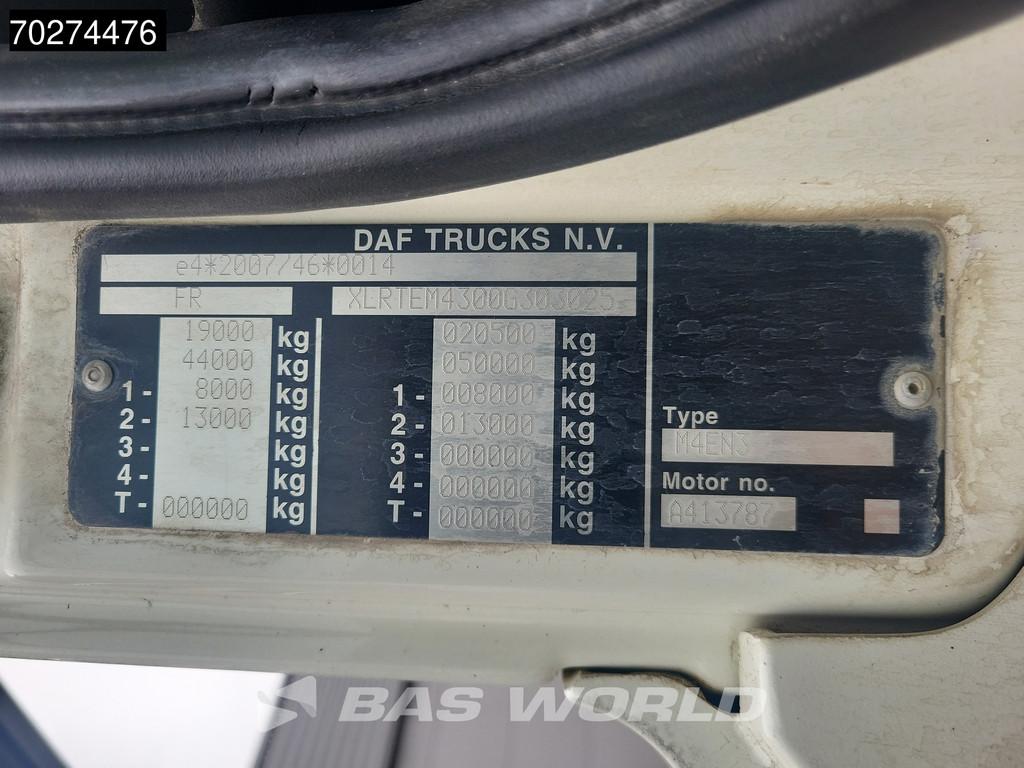 70274476
DAF TRUCKS N.V.
e4*2007/46*0014
FR XLRTEM4300G303025
19000 kg 020500 kg
44000 kg 050000 kg
1- 8000 kg 1- 008000 kg
2- 13000 kg 2- 013000 kg
3- kg 3- 000000 kg
4- kg 4- 000000 kg
T- 000000 kg T- 000000 kg
Type
M4EN3
Motor no.
A413787
BAS WORLD